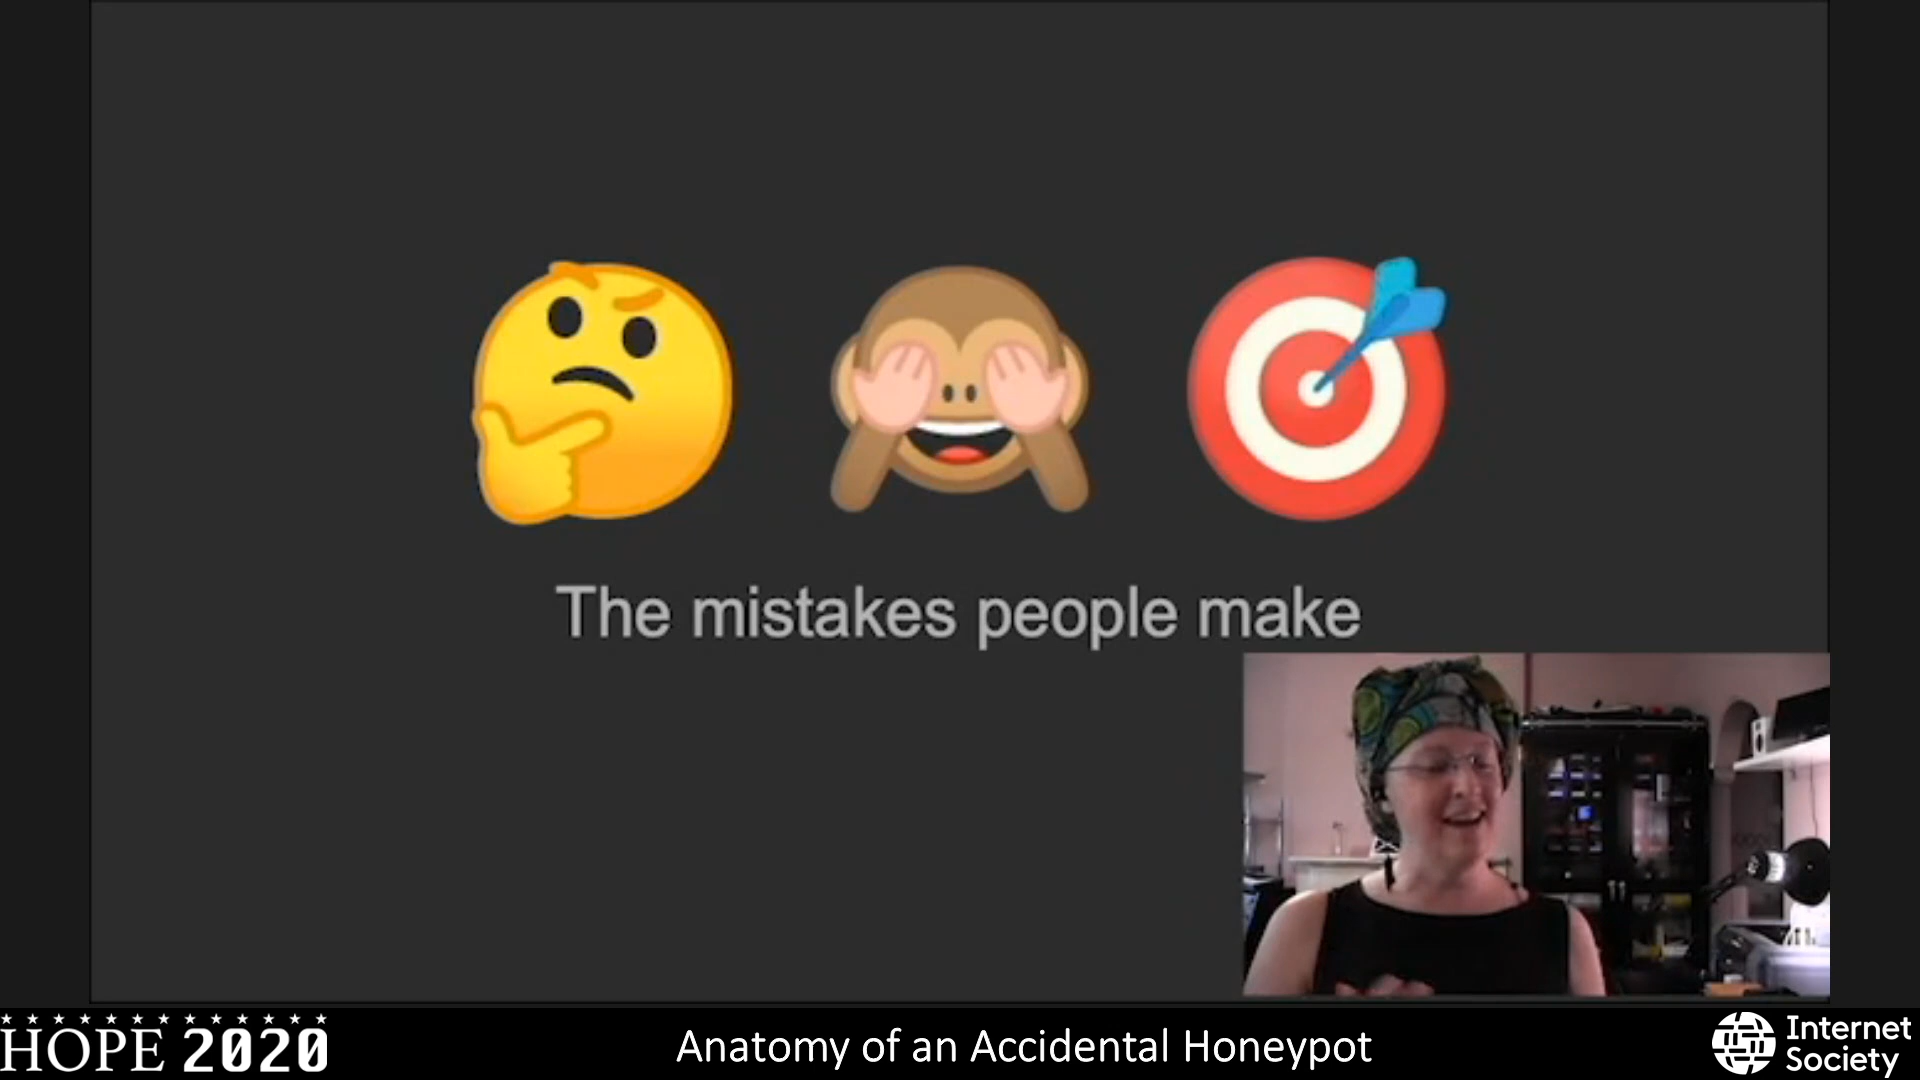 The mistakes people make
HOPE 2020
Anatomy of an Accidental Honeypot
Internet
Society